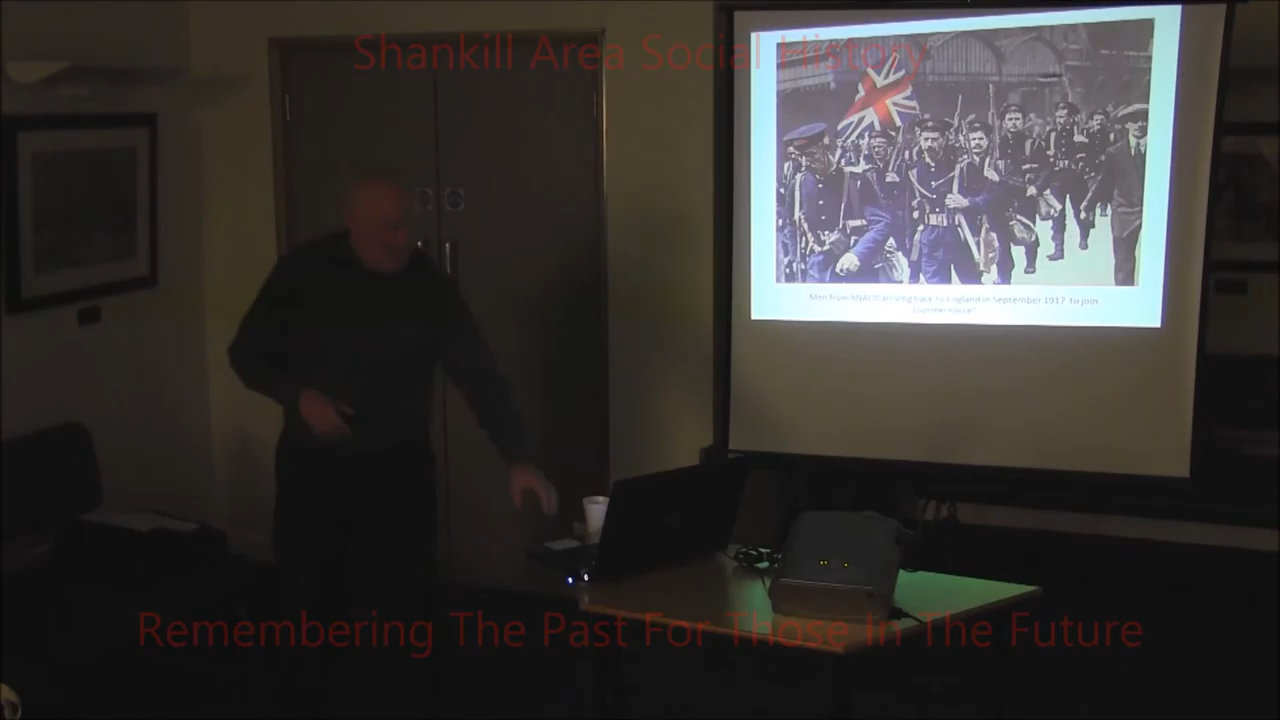 Shankill Area Social History
Men from RNACD arriving back to England in September 1917 to join
Remembering The Past For Those In The Future